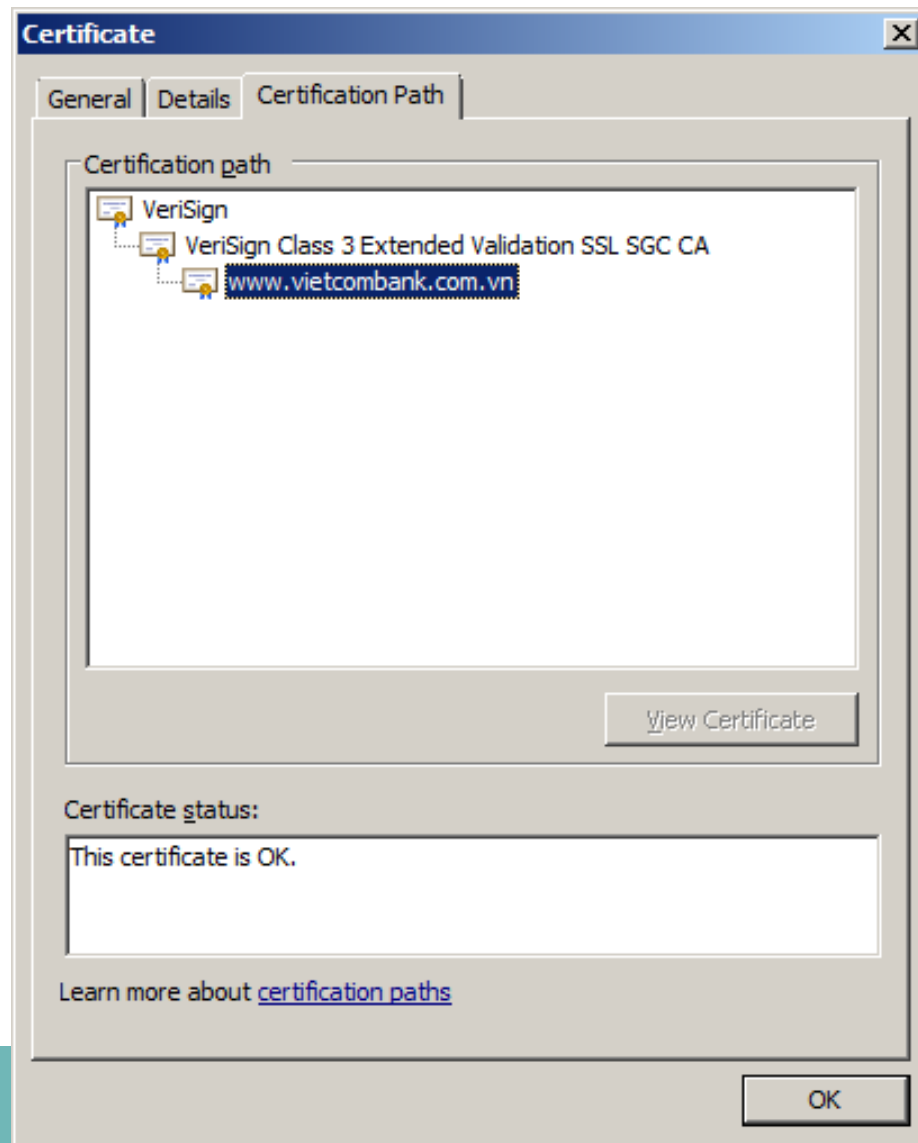 Certificate
General Details Certification Path
Certification path
VeriSign
VeriSign Class 3 Extended Validation SSL SGC CA
www.vietcombank.com.vn
View Certificate
Certificate status:
This certificate is OK.
Learn more about certification paths
OK